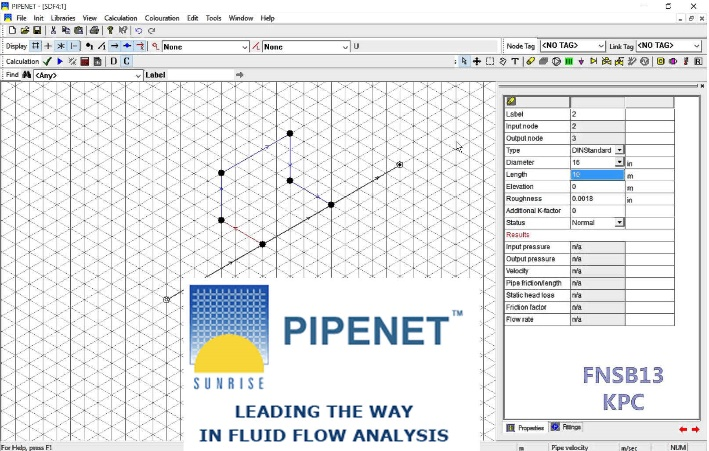 PIPENET - [SDF4:1]
File Init Libraries View Calculation Colouration Edit Tools Window Help
Display None None U Node Tag <NO TAG> Link Tag <NO TAG>
Calculation D C
Find <Any> Label
Label 2
Input node 2
Output node 3
Type DINStandard
Diameter 16 in
Length 10 m
Elevation 0 m
Roughness 0.0018 in
Additional K-factor 0
Status Normal
Results
Input pressure n/a
Output pressure n/a
Velocity n/a
Pipe friction/length n/a
Static head loss n/a
Friction factor n/a
Flow rate n/a
PIPENET™
SUNRISE
LEADING THE WAY
IN FLUID FLOW ANALYSIS
FNSB13
KPC
Properties Fittings
For Help, press F1 m Pipe velocity m/sec NUM